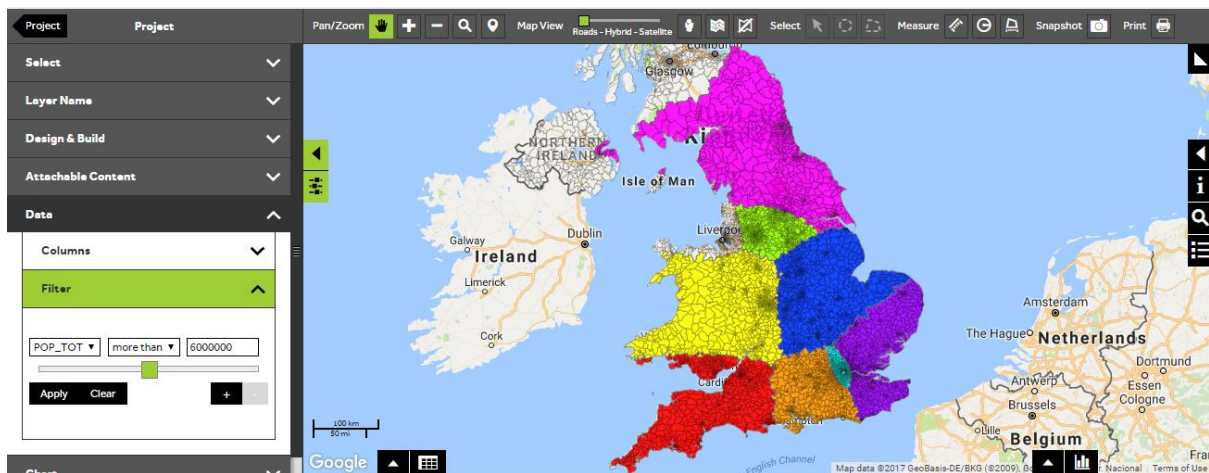 Project
Project
Pan/Zoom
Map View
Roads - Hybrid - Satellite
Select
Measure
Snapshot
Print
Select
Layer Name
Design & Build
Attachable Content
Data
Columns
Filter
POP_TOT more than 6000000
Apply Clear + -
Glasgow
NORTHERN
IRELAND
Isle of Man
Dublin
Galway
Ireland
Limerick
Cork
Amsterdam
The Hague
Netherlands
Dortmund
Antwerp
Essen
Cologne
Brussels
Lille
Belgium
English Channel
100 km
50 mi
Google
Map data ©2017 GeoBasis-DE/BKG (©2009),
Nacional
Terms of Use